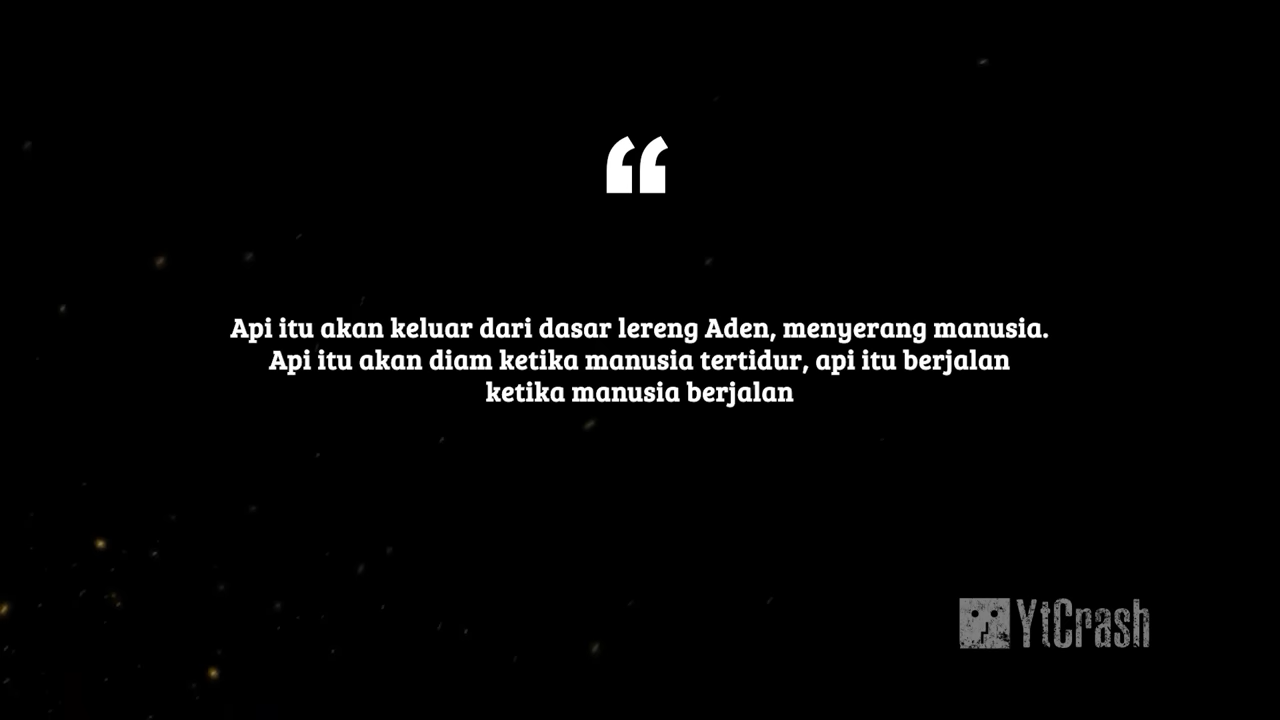 “
Api itu akan keluar dari dasar lereng Aden, menyerang manusia.
Api itu akan diam ketika manusia tertidur, api itu berjalan
ketika manusia berjalan
YtCrash